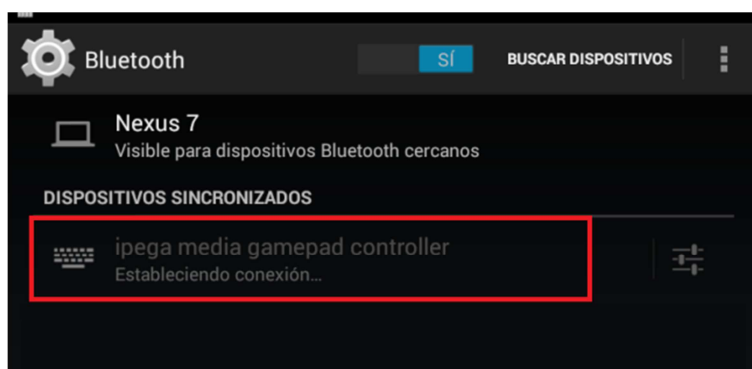 Bluetooth SÍ BUSCAR DISPOSITIVOS
Nexus 7
Visible para dispositivos Bluetooth cercanos
DISPOSITIVOS SINCRONIZADOS
ipega media gamepad controller
Estableciendo conexión...